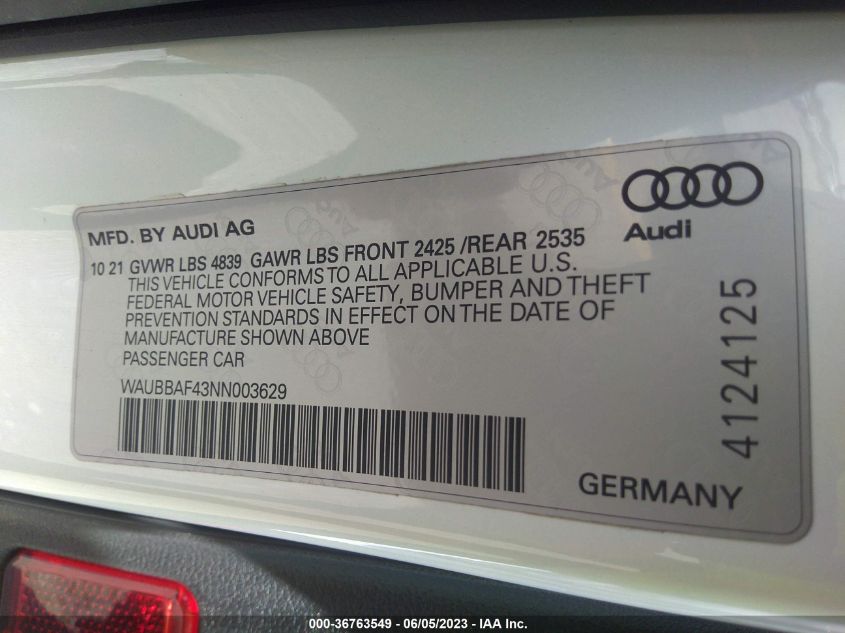 MFD. BY AUDI AG
10 21 GVWR LBS 4839 GAWR LBS FRONT 2425 /REAR 2535
THIS VEHICLE CONFORMS TO ALL APPLICABLE U.S.
FEDERAL MOTOR VEHICLE SAFETY, BUMPER AND THEFT
PREVENTION STANDARDS IN EFFECT ON THE DATE OF
MANUFACTURE SHOWN ABOVE
PASSENGER CAR
WAUBBAF43NN003629
Audi
4124125
GERMANY
000-36763549 - 06/05/2023 - IAA Inc.